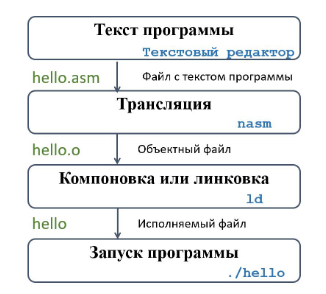 Текст программы
Текстовый редактор
hello.asm Файл с текстом программы
Трансляция
nasm
hello.o Объектный файл
Компоновка или линковка
ld
hello Исполняемый файл
Запуск программы
./hello